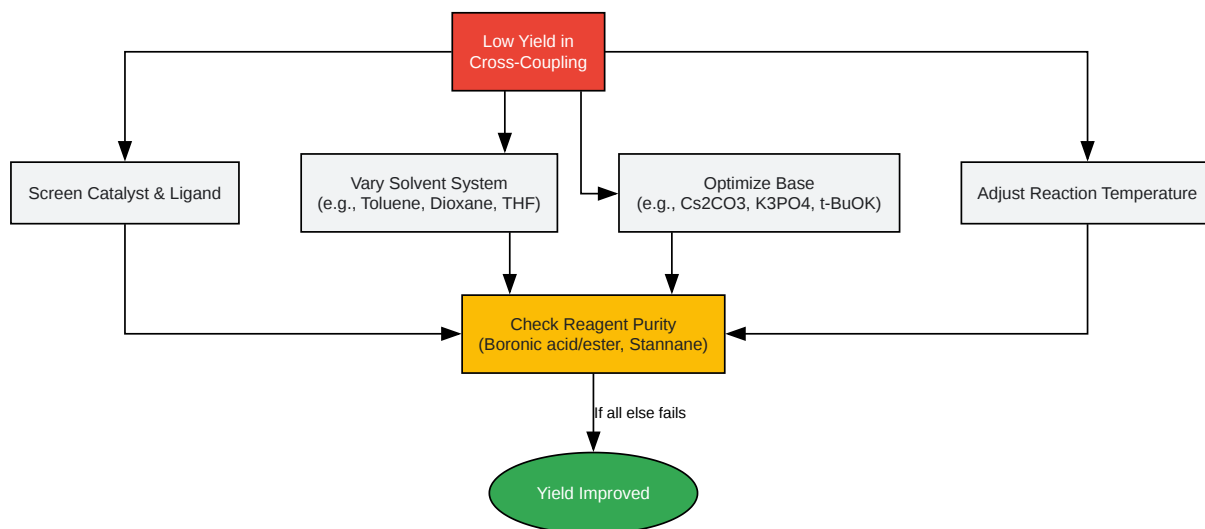 Low Yield in
Cross-Coupling
Screen Catalyst & Ligand
Vary Solvent System
(e.g., Toluene, Dioxane, THF)
Optimize Base
(e.g., Cs2CO3, K3PO4, t-BuOK)
Adjust Reaction Temperature
Check Reagent Purity
(Boronic acid/ester, Stannane)
If all else fails
Yield Improved